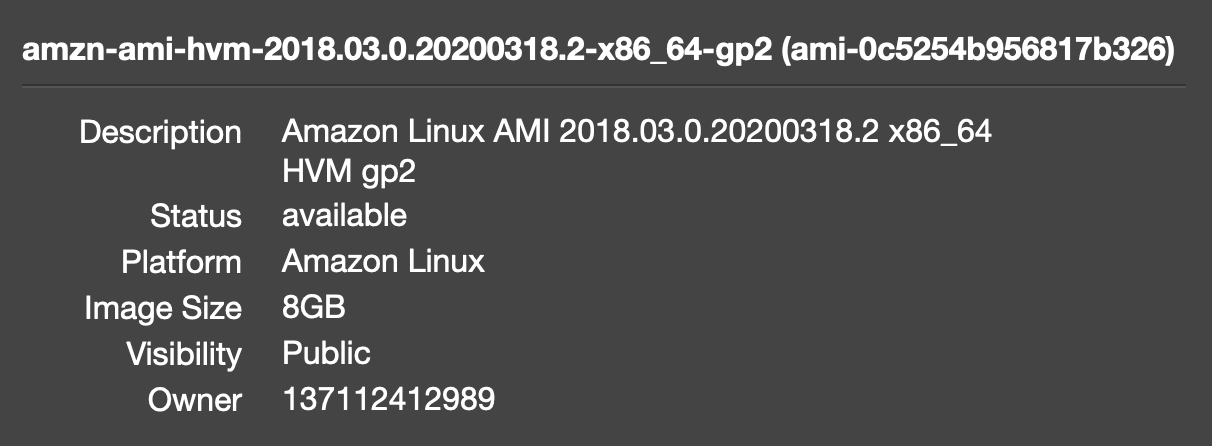 amzn-ami-hvm-2018.03.0.20200318.2-x86_64-gp2 (ami-0c5254b956817b326)
Description Amazon Linux AMI 2018.03.0.20200318.2 x86_64
HVM gp2
Status available
Platform Amazon Linux
Image Size 8GB
Visibility Public
Owner 137112412989